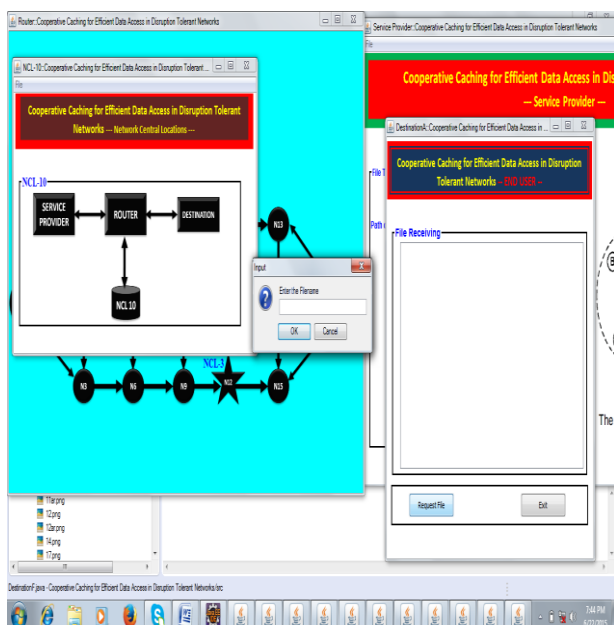 Router::Cooperative Caching for Efficient Data Access in Disruption Tolerant Networks
NCL-10::Cooperative Caching for Efficient Data Access in Disruption Tolerant ...
File
Cooperative Caching for Efficient Data Access in Disruption Tolerant
Networks --- Network Central Locations ---
NCL-10
SERVICE
PROVIDER
ROUTER
DESTINATION
NCL 10
N13
NCL-3
N3
N6
N9
N12
N15
Input
Enter the Filename
OK
Cancel
Service Provider::Cooperative Caching for Efficient Data Access in Disruption Tolerant Networks
File
Cooperative Caching for Efficient Data Access in Dis
--- Service Provider ---
File T
Path o
B
The
DestinationA::Cooperative Caching for Efficient Data Access in ...
Cooperative Caching for Efficient Data Access in Disruption
Tolerant Networks -- END USER --
File Receiving
Request File
Exit
11ar.png
12.png
12ar.png
14.png
17.png
DestinationF.java - Cooperative Caching for Efficient Data Access in Disruption Tolerant Networks/src
7:44 PM